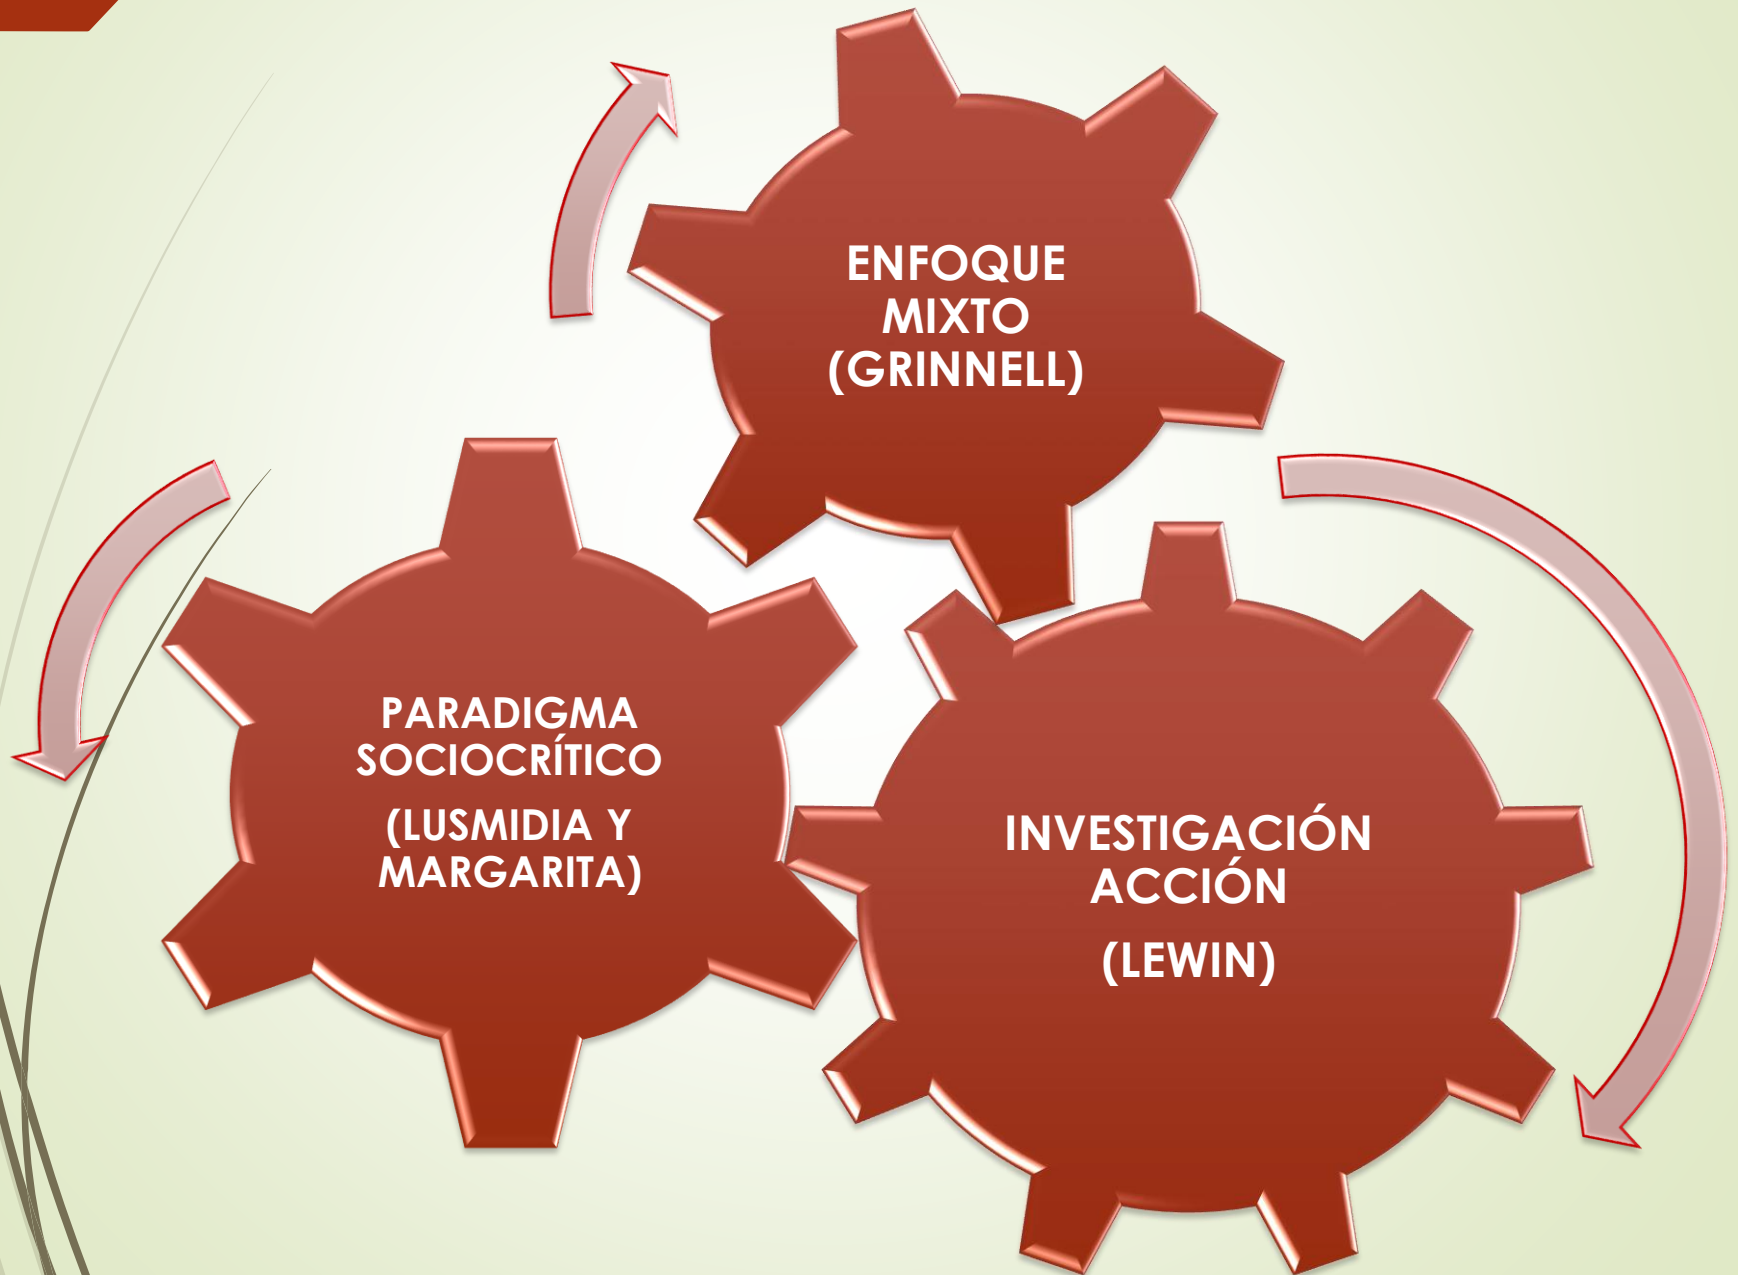 ENFOQUE
MIXTO
(GRINNELL)
PARADIGMA
SOCIOCRÍTICO
(LUSMIDIA Y
MARGARITA)
INVESTIGACIÓN
ACCIÓN
(LEWIN)